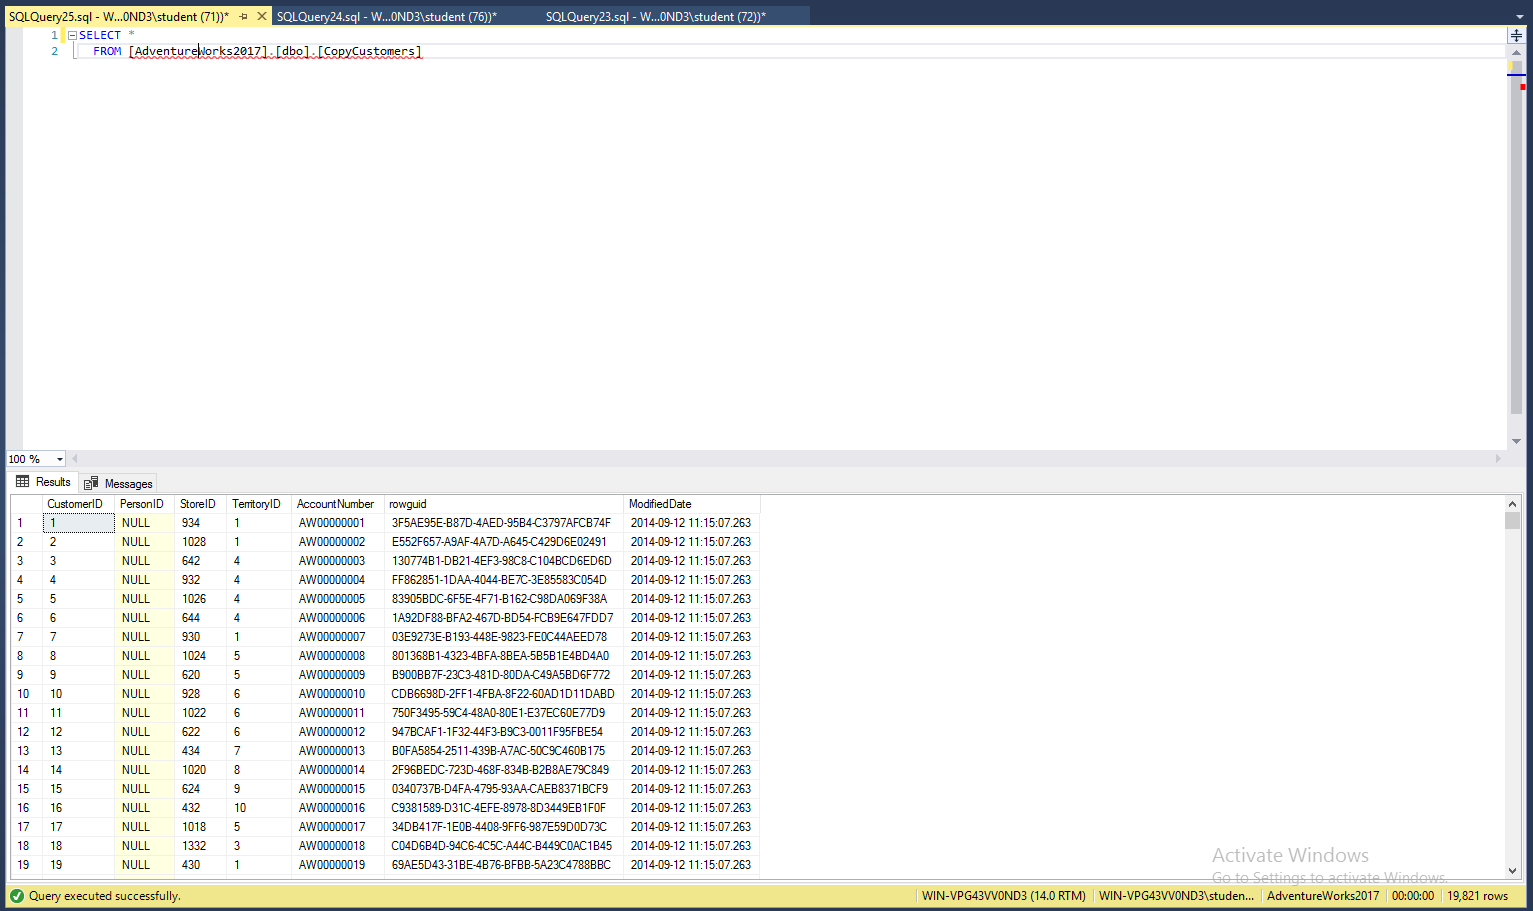 SQLQuery25.sql - W...0ND3\student (71))* SQLQuery24.sql - W...0ND3\student (76))* SQLQuery23.sql - W...0ND3\student (72))*
1 SELECT *
2 FROM [AdventureWorks2017].[dbo].[CopyCustomers]
100 %
Results Messages
CustomerID PersonID StoreID TerritoryID AccountNumber rowguid ModifiedDate
1 1 NULL 934 1 AW00000001 3F5AE95E-B87D-4AED-95B4-C3797AFCB74F 2014-09-12 11:15:07.263
2 2 NULL 1028 1 AW00000002 E552F657-A9AF-4A7D-A645-C429D6E02491 2014-09-12 11:15:07.263
3 3 NULL 642 4 AW00000003 130774B1-DB21-4EF3-98C8-C104BCD6ED6D 2014-09-12 11:15:07.263
4 4 NULL 932 4 AW00000004 FF862851-1DAA-4044-BE7C-3E85583C054D 2014-09-12 11:15:07.263
5 5 NULL 1026 4 AW00000005 83905BDC-6F5E-4F71-B162-C98DA069F38A 2014-09-12 11:15:07.263
6 6 NULL 644 4 AW00000006 1A92DF88-BFA2-467D-BD54-FCB9E647FDD7 2014-09-12 11:15:07.263
7 7 NULL 930 1 AW00000007 03E9273E-B193-448E-9823-FE0C44AEED78 2014-09-12 11:15:07.263
8 8 NULL 1024 5 AW00000008 801368B1-4323-4BFA-8BEA-5B5B1E4BD4A0 2014-09-12 11:15:07.263
9 9 NULL 620 5 AW00000009 B900BB7F-23C3-481D-80DA-C49A5BD6F772 2014-09-12 11:15:07.263
10 10 NULL 928 6 AW00000010 CDB6698D-2FF1-4FBA-8F22-60AD1D11DABD 2014-09-12 11:15:07.263
11 11 NULL 1022 6 AW00000011 750F3495-59C4-48A0-80E1-E37EC60E77D9 2014-09-12 11:15:07.263
12 12 NULL 622 6 AW00000012 947BCAF1-1F32-44F3-B9C3-0011F95FBE54 2014-09-12 11:15:07.263
13 13 NULL 434 7 AW00000013 B0FA5854-2511-439B-A7AC-50C9C460B175 2014-09-12 11:15:07.263
14 14 NULL 1020 8 AW00000014 2F96BEDC-723D-468F-834B-B2B8AE79C849 2014-09-12 11:15:07.263
15 15 NULL 624 9 AW00000015 0340737B-D4FA-4795-93AA-CAEB8371BCF9 2014-09-12 11:15:07.263
16 16 NULL 432 10 AW00000016 C9381589-D31C-4EFE-8978-8D3449EB1F0F 2014-09-12 11:15:07.263
17 17 NULL 1018 5 AW00000017 34DB417F-1E0B-4408-9FF6-987E59D0D73C 2014-09-12 11:15:07.263
18 18 NULL 1332 3 AW00000018 C04D6B4D-94C6-4C5C-A44C-B449C0AC1B45 2014-09-12 11:15:07.263
19 19 NULL 430 1 AW00000019 69AE5D43-31BE-4B76-BFBB-5A23C4788BBC 2014-09-12 11:15:07.263
Activate Windows
Go to Settings to activate Windows.
Query executed successfully. WIN-VPG43VV0ND3 (14.0 RTM) WIN-VPG43VV0ND3\studen... AdventureWorks2017 00:00:00 19,821 rows